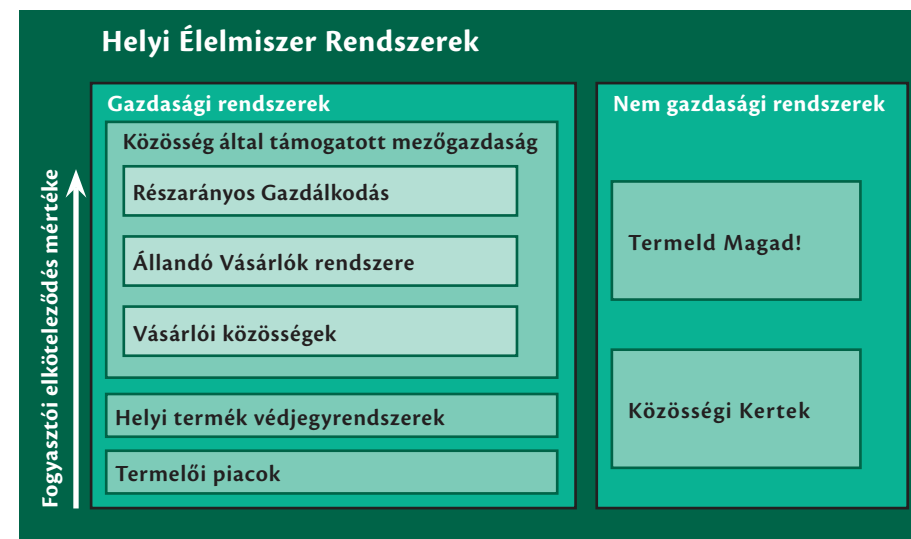 Helyi Élelmiszer Rendszerek
Fogyasztói elköteleződés mértéke
Gazdasági rendszerek
Közösség által támogatott mezőgazdaság
Részarányos Gazdálkodás
Állandó Vásárlók rendszere
Vásárlói közösségek
Helyi termék védjegyrendszerek
Termelői piacok
Nem gazdasági rendszerek
Termeld Magad!
Közösségi Kertek